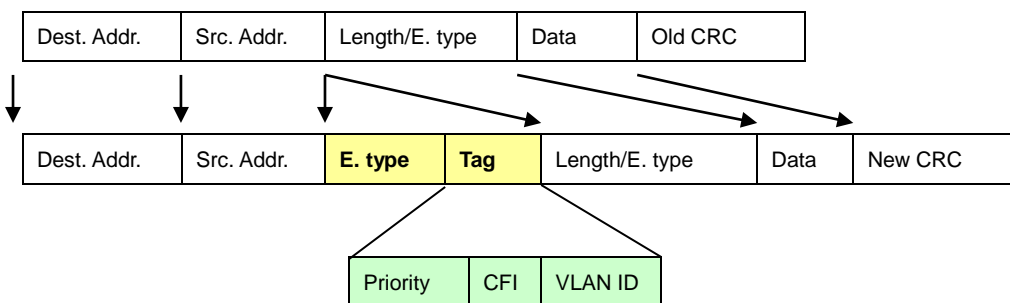 Dest. Addr. Src. Addr. Length/E. type Data Old CRC
Dest. Addr. Src. Addr. E. type Tag Length/E. type Data New CRC
Priority CFI VLAN ID